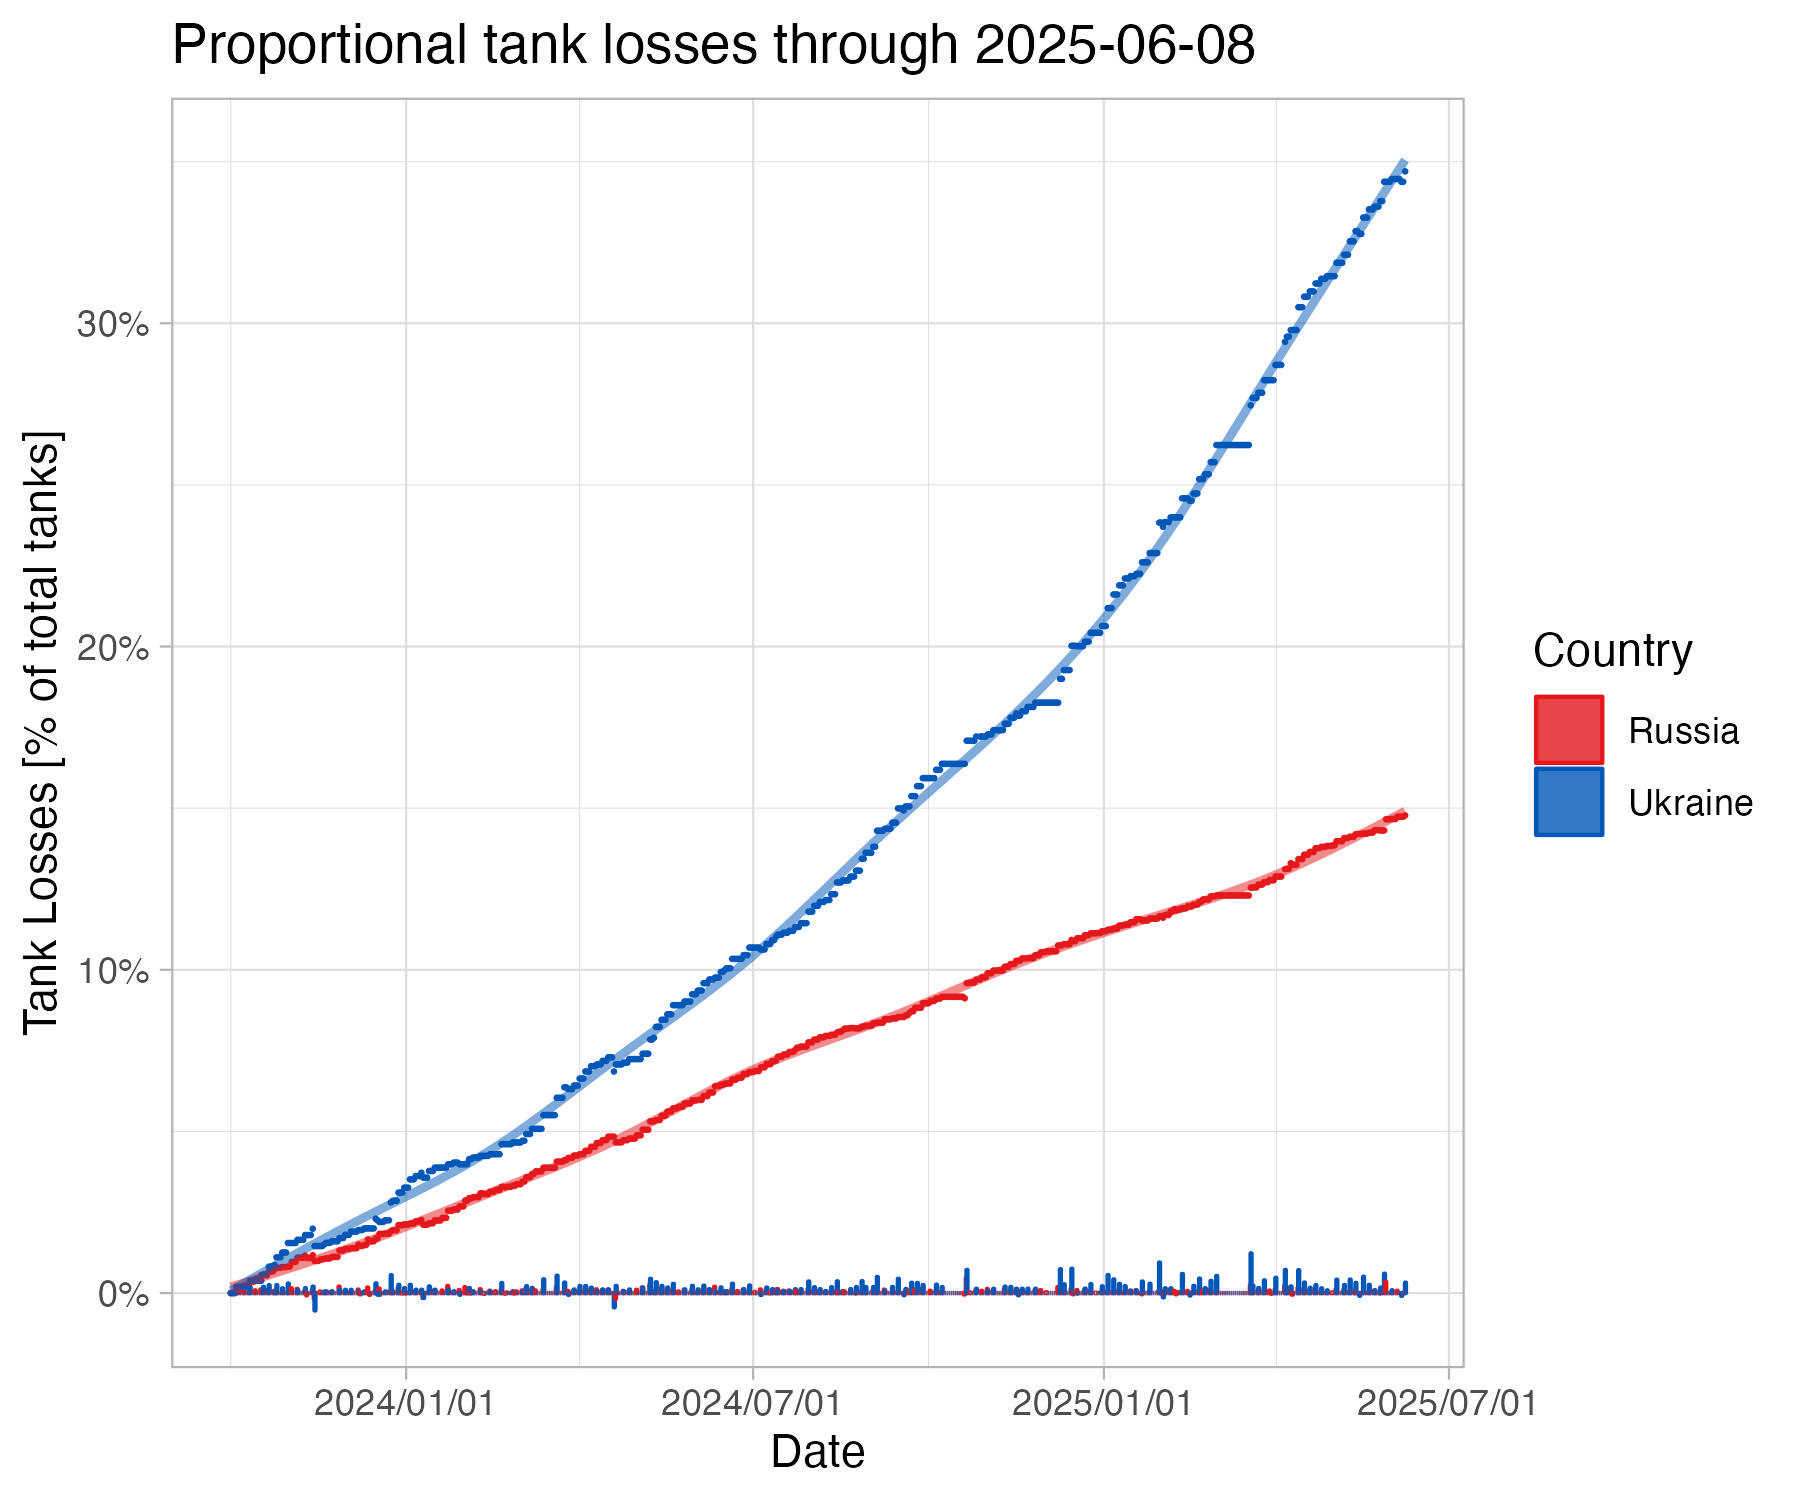 Proportional tank losses through 2025-06-08
Tank Losses [% of total tanks]
30%
20%
10%
0%
2024/01/01
2024/07/01
2025/01/01
2025/07/01
Date
Country
Russia
Ukraine